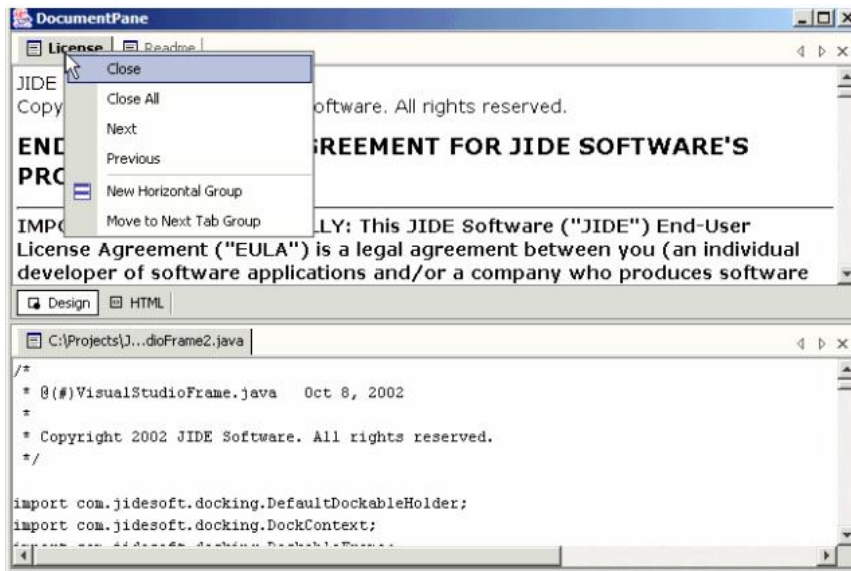 DocumentPane
License Readme
Close
JIDE
Close All
Copy oftware. All rights reserved.
Next
END REEMENT FOR JIDE SOFTWARE'S
Previous
PRO
New Horizontal Group
Move to Next Tab Group
IMPO LLY: This JIDE Software ("JIDE") End-User
License Agreement ("EULA") is a legal agreement between you (an individual
developer of software applications and/or a company who produces software
Design HTML
C:\Projects\J...dioFrame2.java
/*
* @(#)VisualStudioFrame.java Oct 8, 2002
*
* Copyright 2002 JIDE Software. All rights reserved.
*/
import com.jidesoft.docking.DefaultDockableHolder;
import com.jidesoft.docking.DockContext;